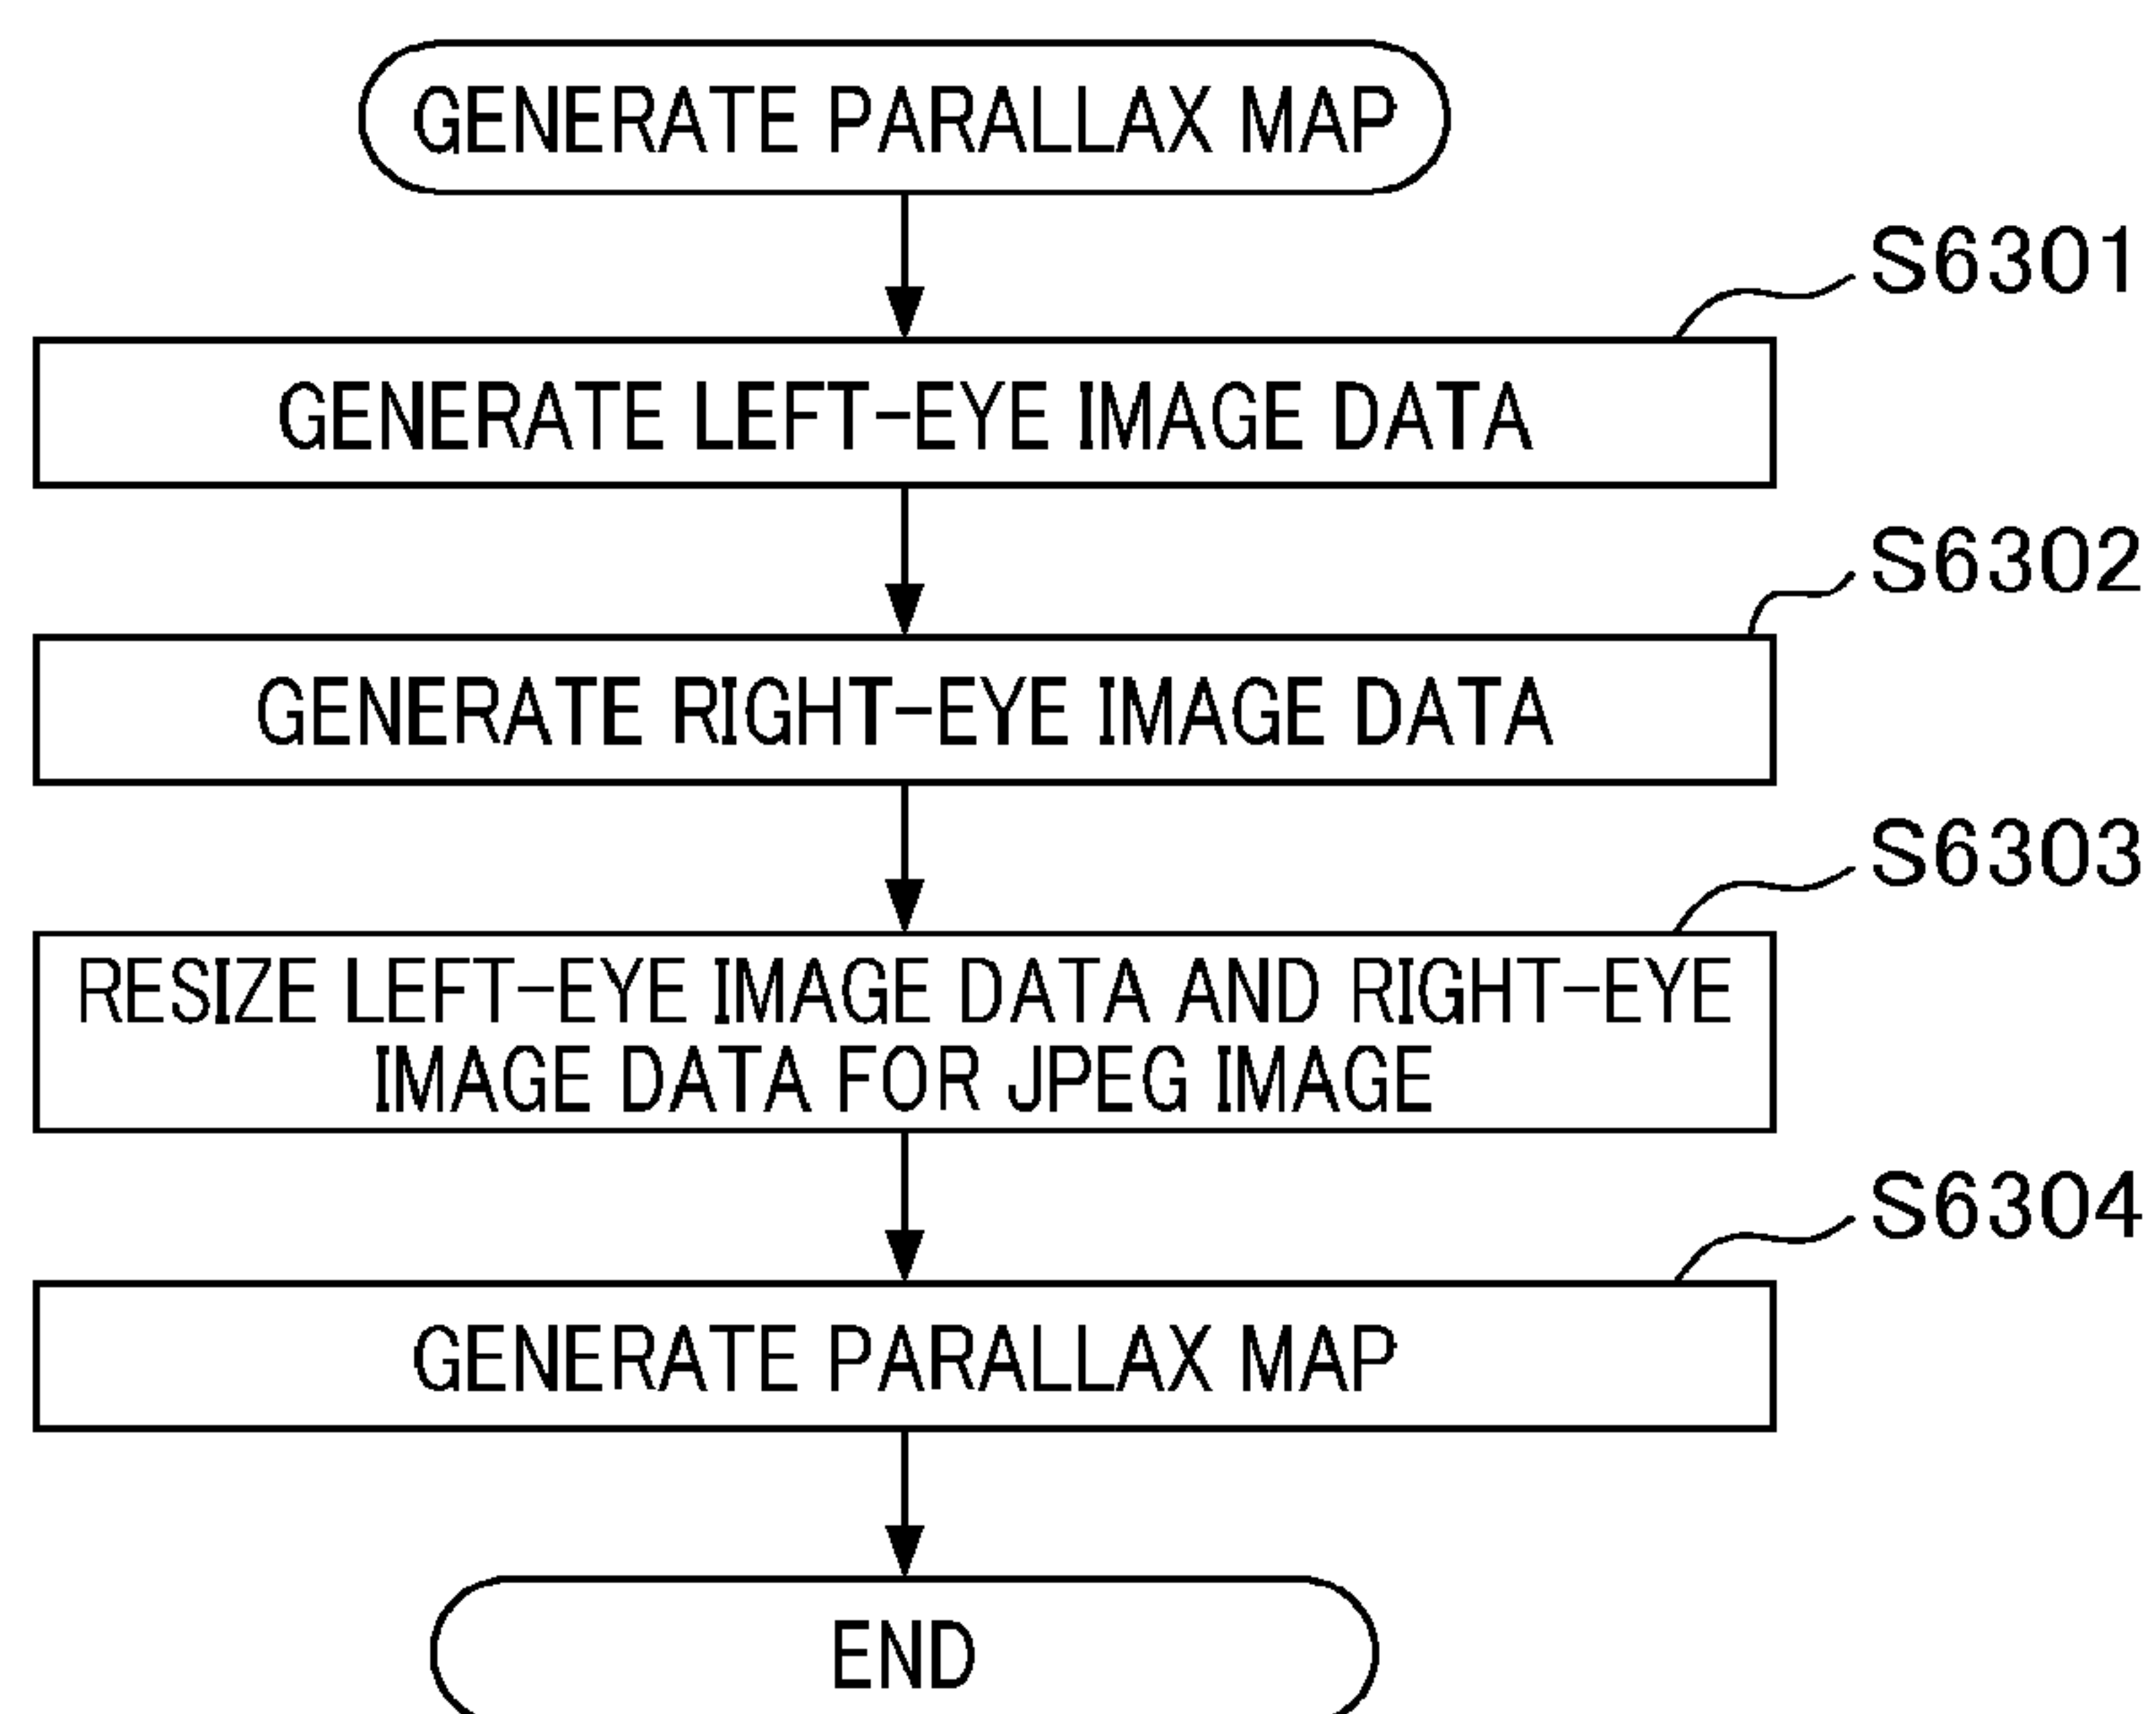 GENERATE PARALLAX MAP
S6301
GENERATE LEFT-EYE IMAGE DATA
S6302
GENERATE RIGHT-EYE IMAGE DATA
S6303
RESIZE LEFT-EYE IMAGE DATA AND RIGHT-EYE
IMAGE DATA FOR JPEG IMAGE
S6304
GENERATE PARALLAX MAP
END